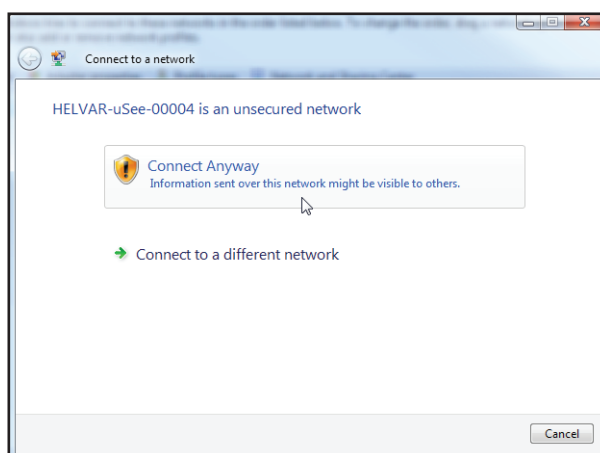 Connect to a network
HELVAR-uSee-00004 is an unsecured network
Connect Anyway
Information sent over this network might be visible to others.
Connect to a different network
Cancel